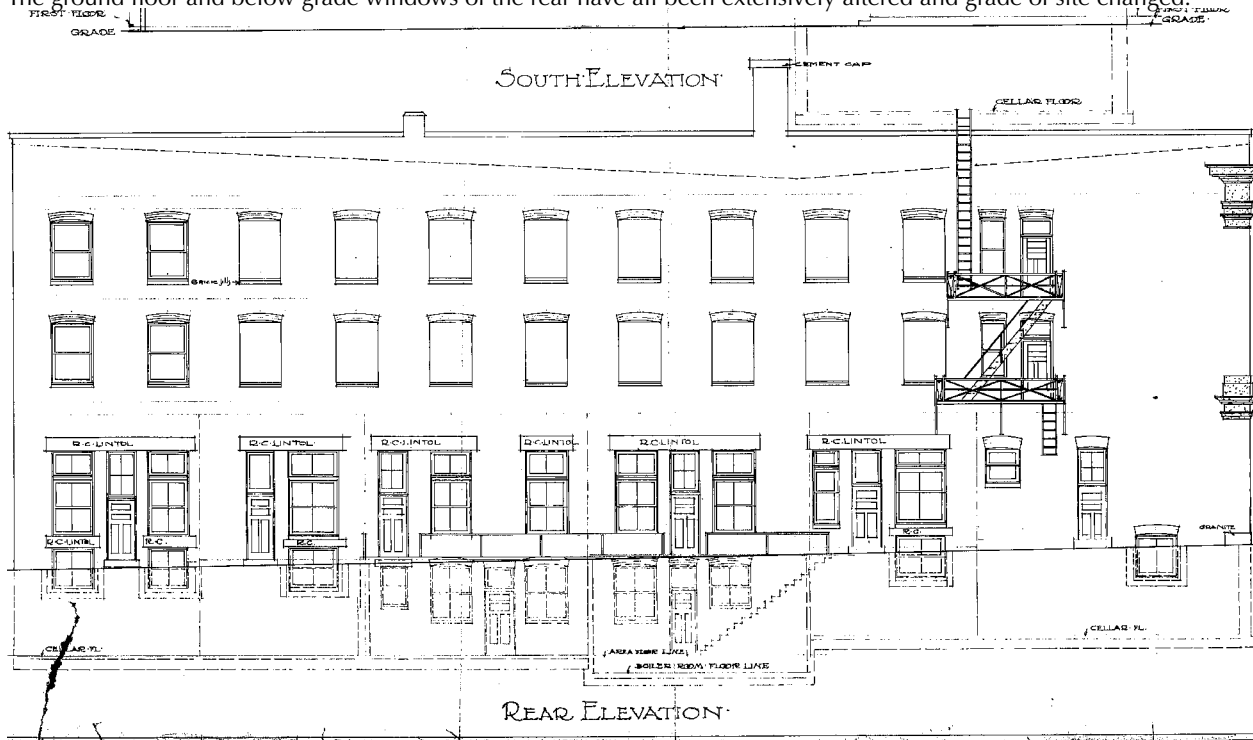 The ground floor and below grade windows of the rear have all been extensively altered and grade of site changed.
FIRST FLOOR
FIRST FLOOR
GRADE
GRADE·
SOUTH·ELEVATION·
CEMENT CAP
CELLAR FLOOR
R·C·LINTOL
R·C·LINTOL·
R·C·LINTOL
R·C·LINTOL
R·C·LINTOL
R·C·LINTOL
R·C·LINTOL
R·C·
R·C·
R·C·
GRANITE
CELLAR·FL·
CELLAR·FL·
AREA FLOOR LINE
BOILER·ROOM·FLOOR LINE
REAR ELEVATION·